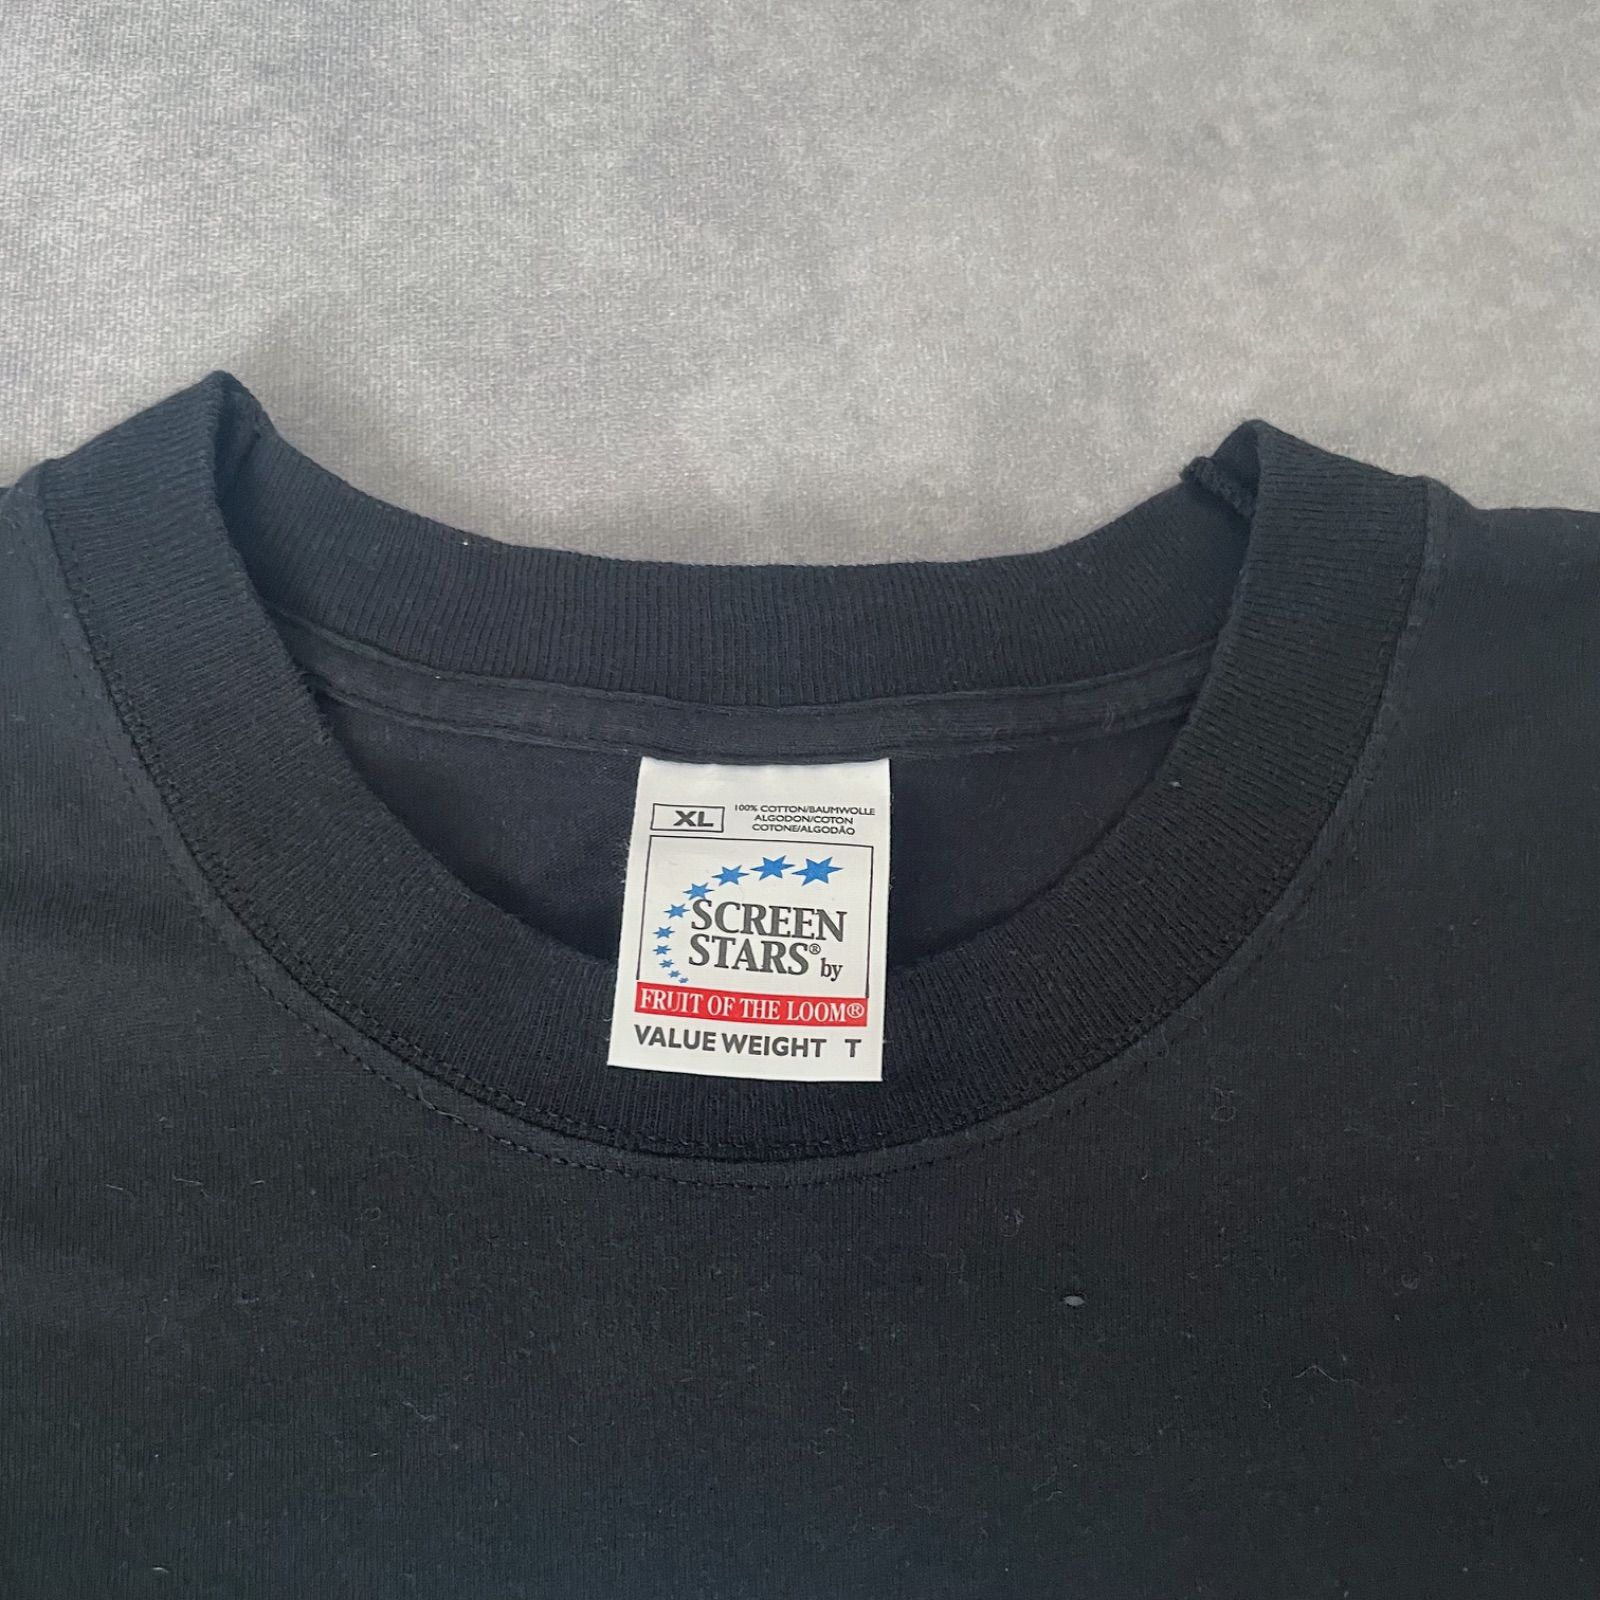 XL
100% COTTON/BAUMWOLLE
ALGODON/COTON
COTONE/ALGODÃO
SCREEN
STARS® by
FRUIT OF THE LOOM®
VALUE WEIGHT T